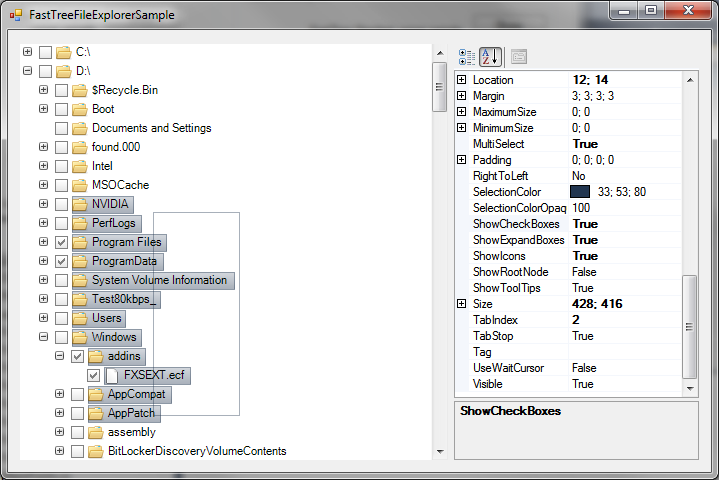 FastTreeFileExplorerSample
C:\
D:\
$Recycle.Bin
Boot
Documents and Settings
found.000
Intel
MSOCache
NVIDIA
PerfLogs
Program Files
ProgramData
System Volume Information
Test80kbps_
Users
Windows
addins
FXSEXT.ecf
AppCompat
AppPatch
assembly
BitLockerDiscoveryVolumeContents
Location 12; 14
Margin 3; 3; 3; 3
MaximumSize 0; 0
MinimumSize 0; 0
MultiSelect True
Padding 0; 0; 0; 0
RightToLeft No
SelectionColor 33; 53; 80
SelectionColorOpaq 100
ShowCheckBoxes True
ShowExpandBoxes True
ShowIcons True
ShowRootNode False
ShowToolTips True
Size 428; 416
TabIndex 2
TabStop True
Tag
UseWaitCursor False
Visible True
ShowCheckBoxes